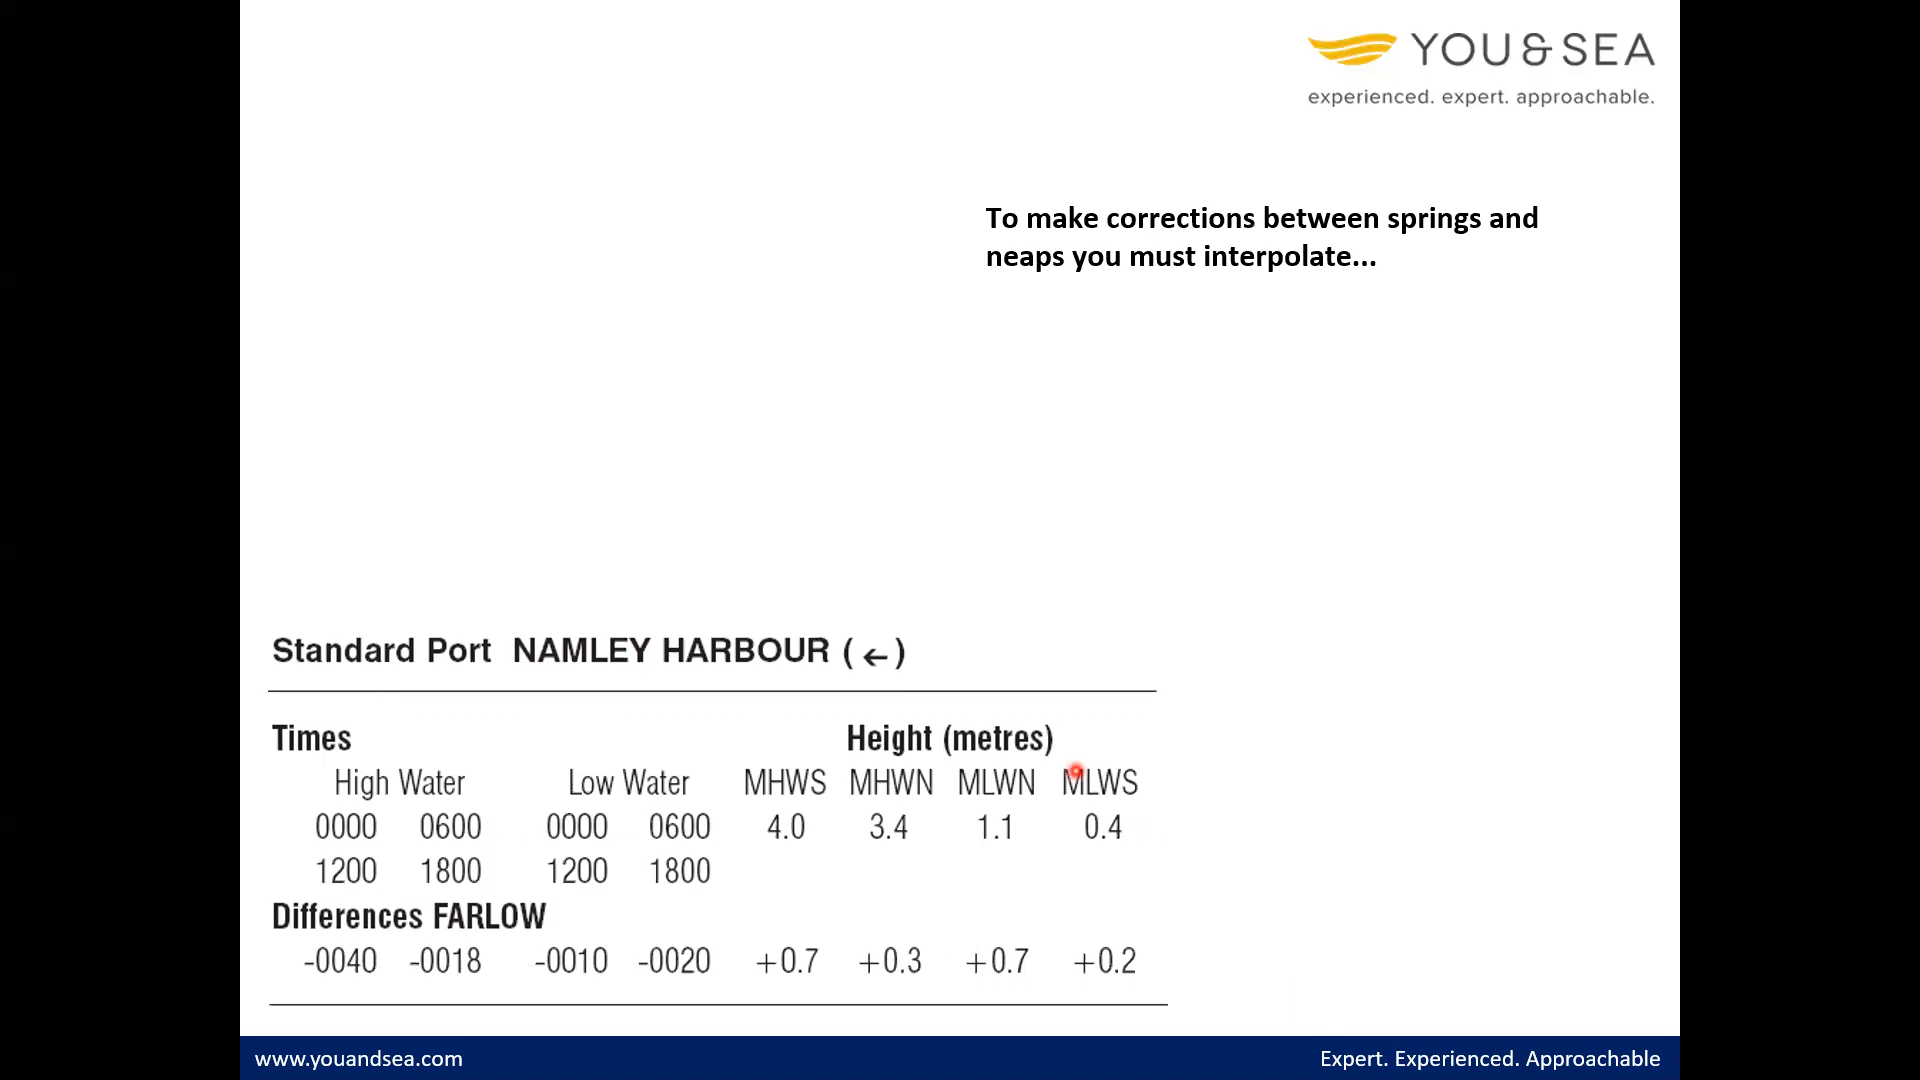 YOU & SEA
experienced. expert. approachable.
To make corrections between springs and
neaps you must interpolate...
Standard Port NAMLEY HARBOUR (←)
Times Height (metres)
High Water Low Water MHWS MHWN MLWN MLWS
0000 0600 0000 0600 4.0 3.4 1.1 0.4
1200 1800 1200 1800
Differences FARLOW
-0040 -0018 -0010 -0020 +0.7 +0.3 +0.7 +0.2
www.youandsea.com Expert. Experienced. Approachable